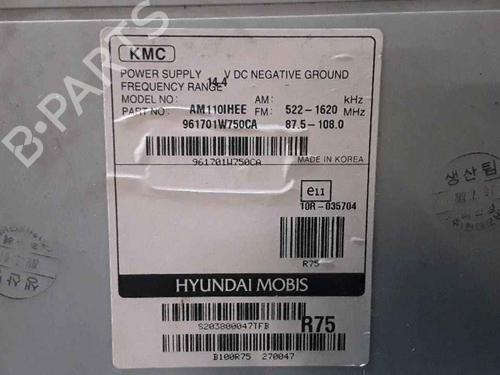 KMC
POWER SUPPLY 14.4 V DC NEGATIVE GROUND
FREQUENCY RANGE
MODEL NO: AM110IHEE AM: 522-1620 kHz
PART NO: 961701W750CA FM: 87.5-108.0 MHz
961701W750CA
MADE IN KOREA
e11
10R-035704
R75
HYUNDAI MOBIS
S203800047TFB
R75
B100R75 270047
B-PARTS
생산팀